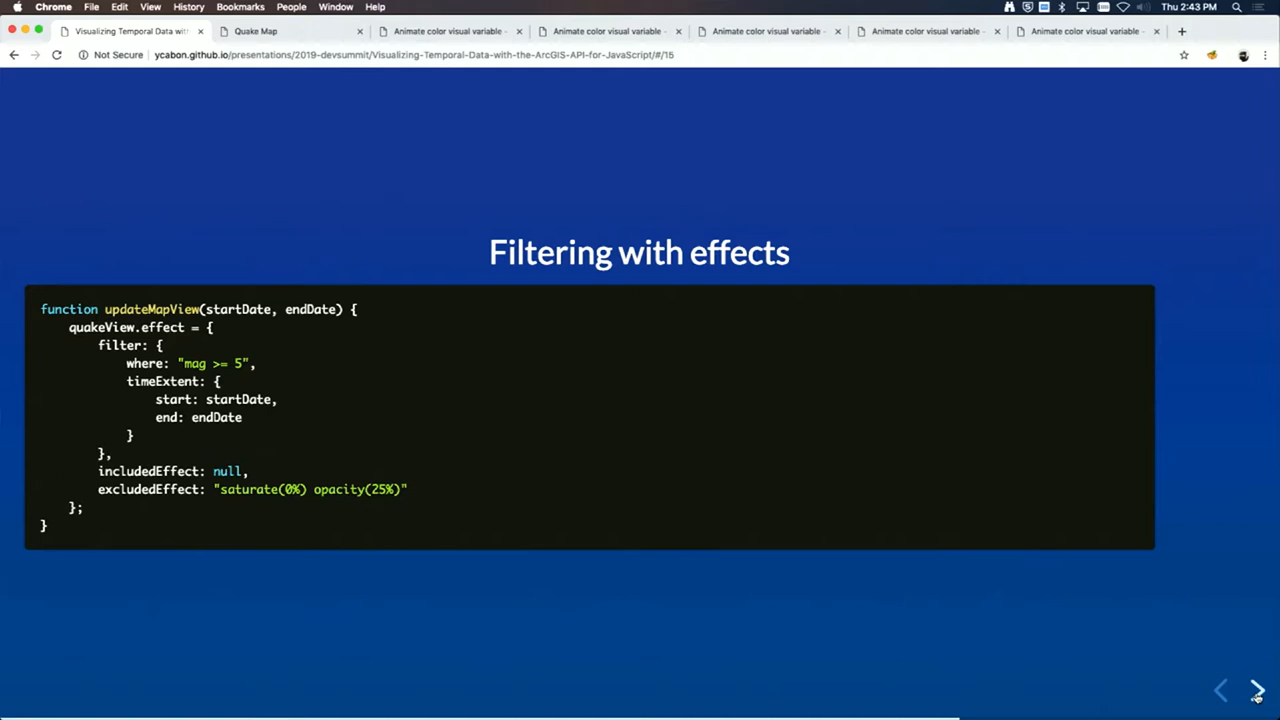 Chrome File Edit View History Bookmarks People Window Help Thu 2:43 PM
Visualizing Temporal Data with Quake Map Animate color visual variable - Animate color visual variable - Animate color visual variable - Animate color visual variable - Animate color visual variable -
Not Secure ycabon.github.io/presentations/2019-devsummit/Visualizing-Temporal-Data-with-the-ArcGIS-API-for-JavaScript/#/15
Filtering with effects
function updateMapView(startDate, endDate) {
quakeView.effect = {
filter: {
where: "mag >= 5",
timeExtent: {
start: startDate,
end: endDate
}
},
includedEffect: null,
excludedEffect: "saturate(0%) opacity(25%)"
};
}